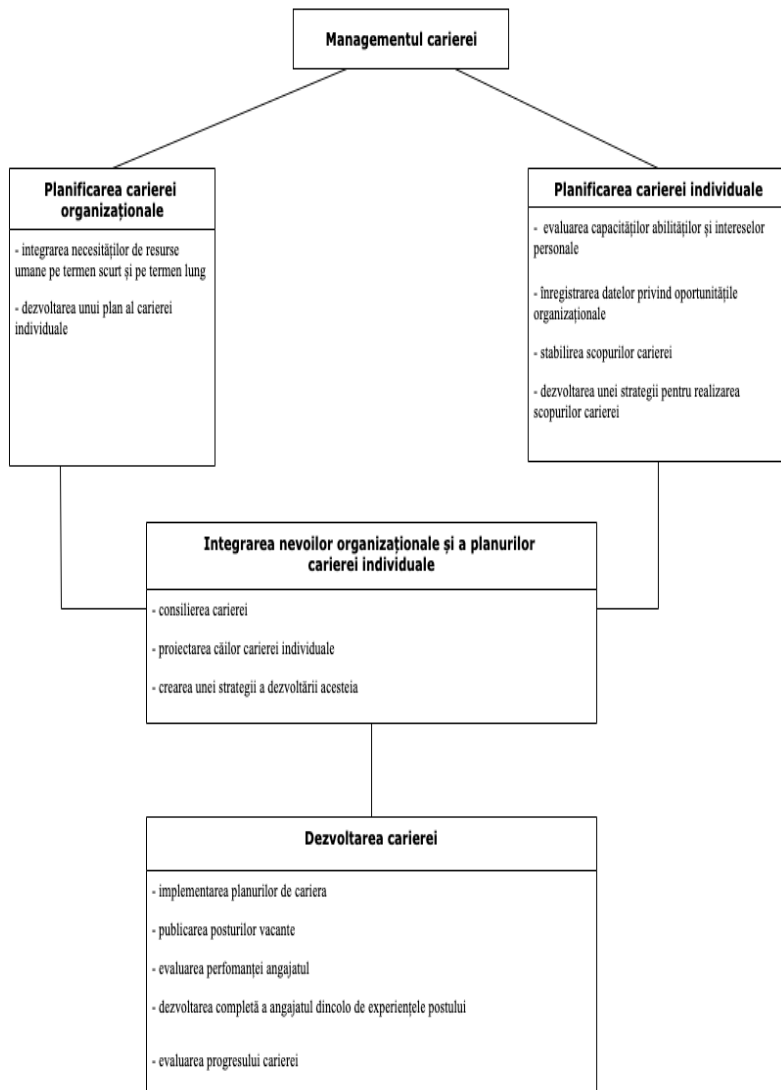 Managementul carierei
Planificarea carierei
organizaționale
- integrarea necesităților de resurse
umane pe termen scurt și pe termen lung
- dezvoltarea unui plan al carierei
individuale
Planificarea carierei individuale
- evaluarea capacităților abilităților și intereselor
personale
- înregistrarea datelor privind oportunitățile
organizaționale
- stabilirea scopurilor carierei
- dezvoltarea unei strategii pentru realizarea
scopurilor carierei
Integrarea nevoilor organizaționale și a planurilor
carierei individuale
- consilierea carierei
- proiectarea căilor carierei individuale
- crearea unei strategii a dezvoltării acesteia
Dezvoltarea carierei
- implementarea planurilor de cariera
- publicarea posturilor vacante
- evaluarea perfomanței angajatul
- dezvoltarea completă a angajatul dincolo de experiențele postului
- evaluarea progresului carierei